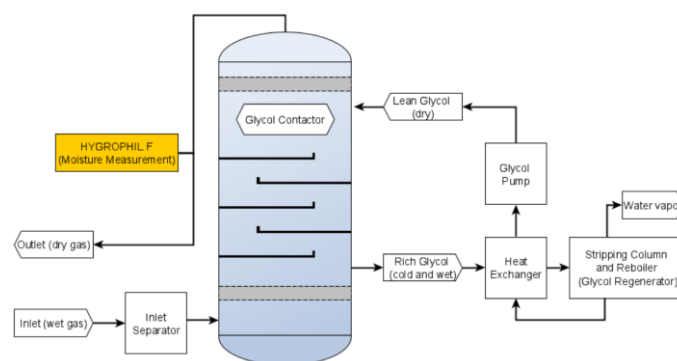 Glycol Contactor
Lean Glycol
(dry)
HYGROPHIL F
(Moisture Measurement)
Glycol
Pump
Water vapo
Outlet (dry gas)
Rich Glycol
(cold and wet)
Heat
Exchanger
Stripping Column
and Reboiler
(Glycol Regenerator)
Inlet (wet gas)
Inlet
Separator